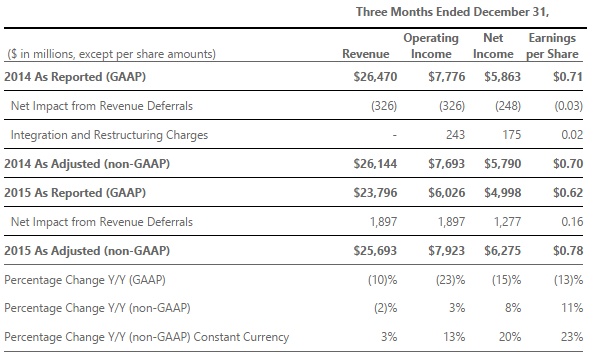 Three Months Ended December 31,
($ in millions, except per share amounts) Revenue Operating Income Net Income Earnings per Share
2014 As Reported (GAAP) $26,470 $7,776 $5,863 $0.71
Net Impact from Revenue Deferrals (326) (326) (248) (0.03)
Integration and Restructuring Charges - 243 175 0.02
2014 As Adjusted (non-GAAP) $26,144 $7,693 $5,790 $0.70
2015 As Reported (GAAP) $23,796 $6,026 $4,998 $0.62
Net Impact from Revenue Deferrals 1,897 1,897 1,277 0.16
2015 As Adjusted (non-GAAP) $25,693 $7,923 $6,275 $0.78
Percentage Change Y/Y (GAAP) (10)% (23)% (15)% (13)%
Percentage Change Y/Y (non-GAAP) (2)% 3% 8% 11%
Percentage Change Y/Y (non-GAAP) Constant Currency 3% 13% 20% 23%